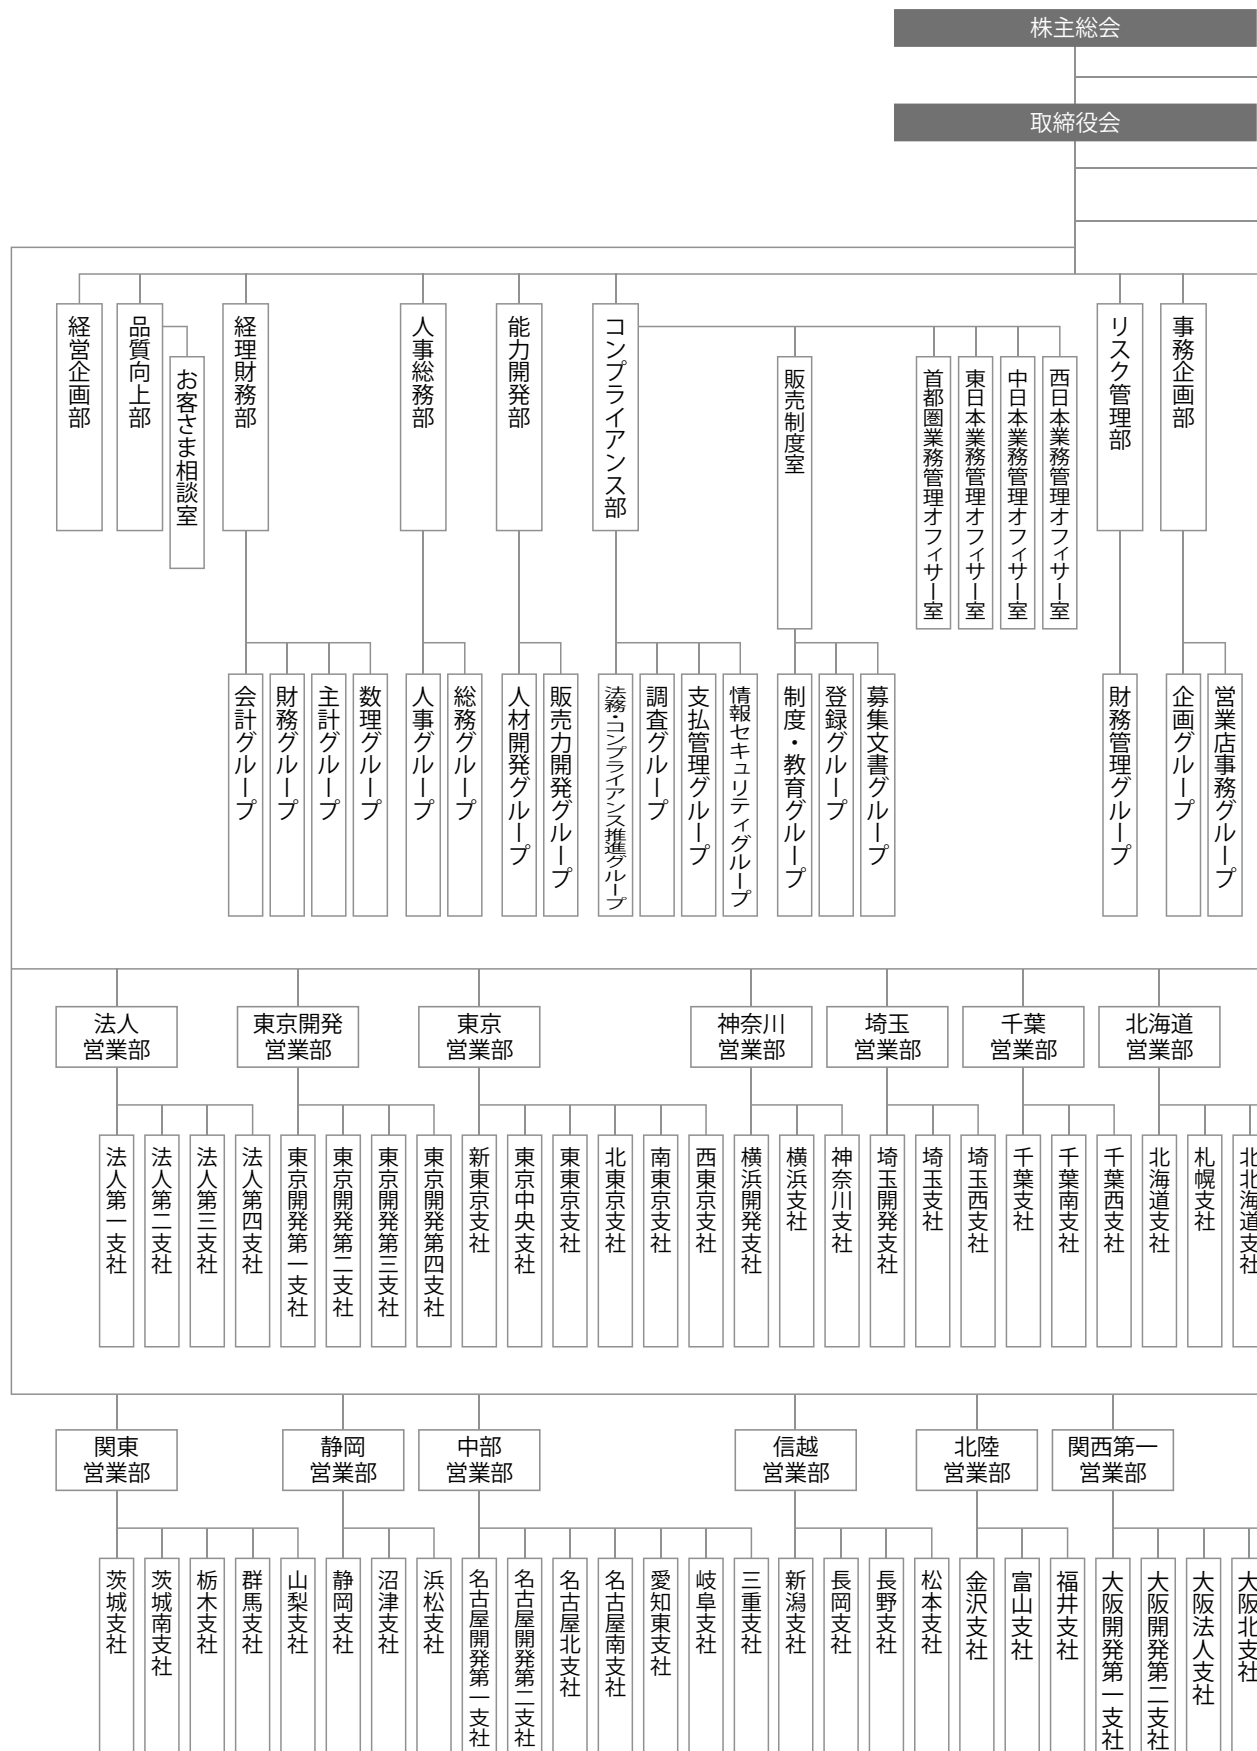 株主総会
取締役会
経営企画部
品質向上部
お客さま相談室
経理財務部
人事総務部
能力開発部
コンプライアンス部
販売制度室
首都圏業務管理オフィサー室
東日本業務管理オフィサー室
中日本業務管理オフィサー室
西日本業務管理オフィサー室
リスク管理部
事務企画部
会計グループ
財務グループ
主計グループ
数理グループ
人事グループ
総務グループ
人材開発グループ
販売力開発グループ
法務・コンプライアンス推進グループ
調査グループ
支払管理グループ
情報セキュリティグループ
制度・教育グループ
登録グループ
募集文書グループ
財務管理グループ
企画グループ
営業店事務グループ
法人
営業部
東京開発
営業部
東京
営業部
神奈川
営業部
埼玉
営業部
千葉
営業部
北海道
営業部
法人第一支社
法人第二支社
法人第三支社
法人第四支社
東京開発第一支社
東京開発第二支社
東京開発第三支社
東京開発第四支社
新東京支社
東京中央支社
東東京支社
北東京支社
南東京支社
西東京支社
横浜開発支社
横浜支社
神奈川支社
埼玉開発支社
埼玉支社
埼玉西支社
千葉支社
千葉南支社
千葉西支社
北海道支社
札幌支社
北北海道支社
関東
営業部
静岡
営業部
中部
営業部
信越
営業部
北陸
営業部
関西第一
営業部
茨城支社
茨城南支社
栃木支社
群馬支社
山梨支社
静岡支社
沼津支社
浜松支社
名古屋開発第一支社
名古屋開発第二支社
名古屋北支社
名古屋南支社
愛知東支社
岐阜支社
三重支社
新潟支社
長岡支社
長野支社
松本支社
金沢支社
富山支社
福井支社
大阪開発第一支社
大阪開発第二支社
大阪法人支社
大阪北支社